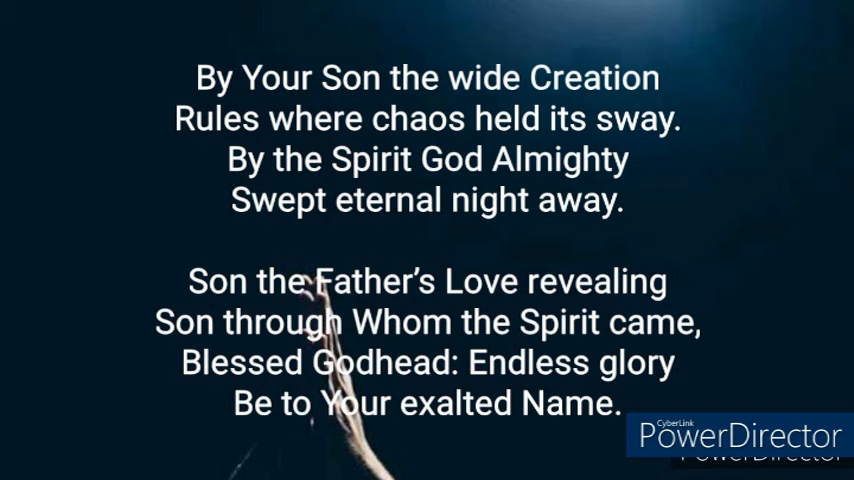 By Your Son the wide Creation
Rules where chaos held its sway.
By the Spirit God Almighty
Swept eternal night away.
Son the Father's Love revealing
Son through Whom the Spirit came,
Blessed Godhead: Endless glory
Be to Your exalted Name.
CyberLink
PowerDirector
PowerDirector